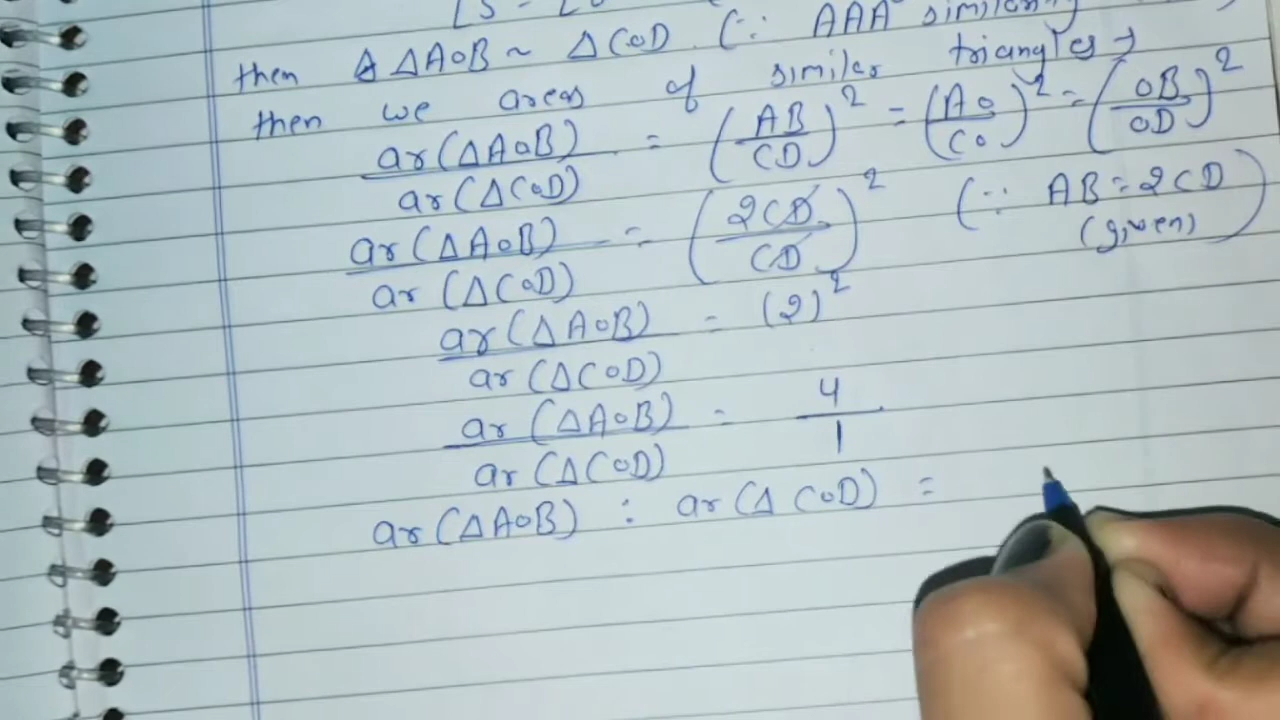 then ΔAOB ~ ΔCOD (∵ AAA similarity
then we areas of similar triangles →
ar(ΔAOB) / ar(ΔCOD) = (AB/CD)² = (AO/CO)² = (OB/OD)²
ar(ΔAOB) / ar(ΔCOD) = (2CD/CD)² (∵ AB=2CD (given))
ar(ΔAOB) / ar(ΔCOD) = (2)²
ar(ΔAOB) / ar(ΔCOD) = 4/1
ar(ΔAOB) : ar(ΔCOD) =